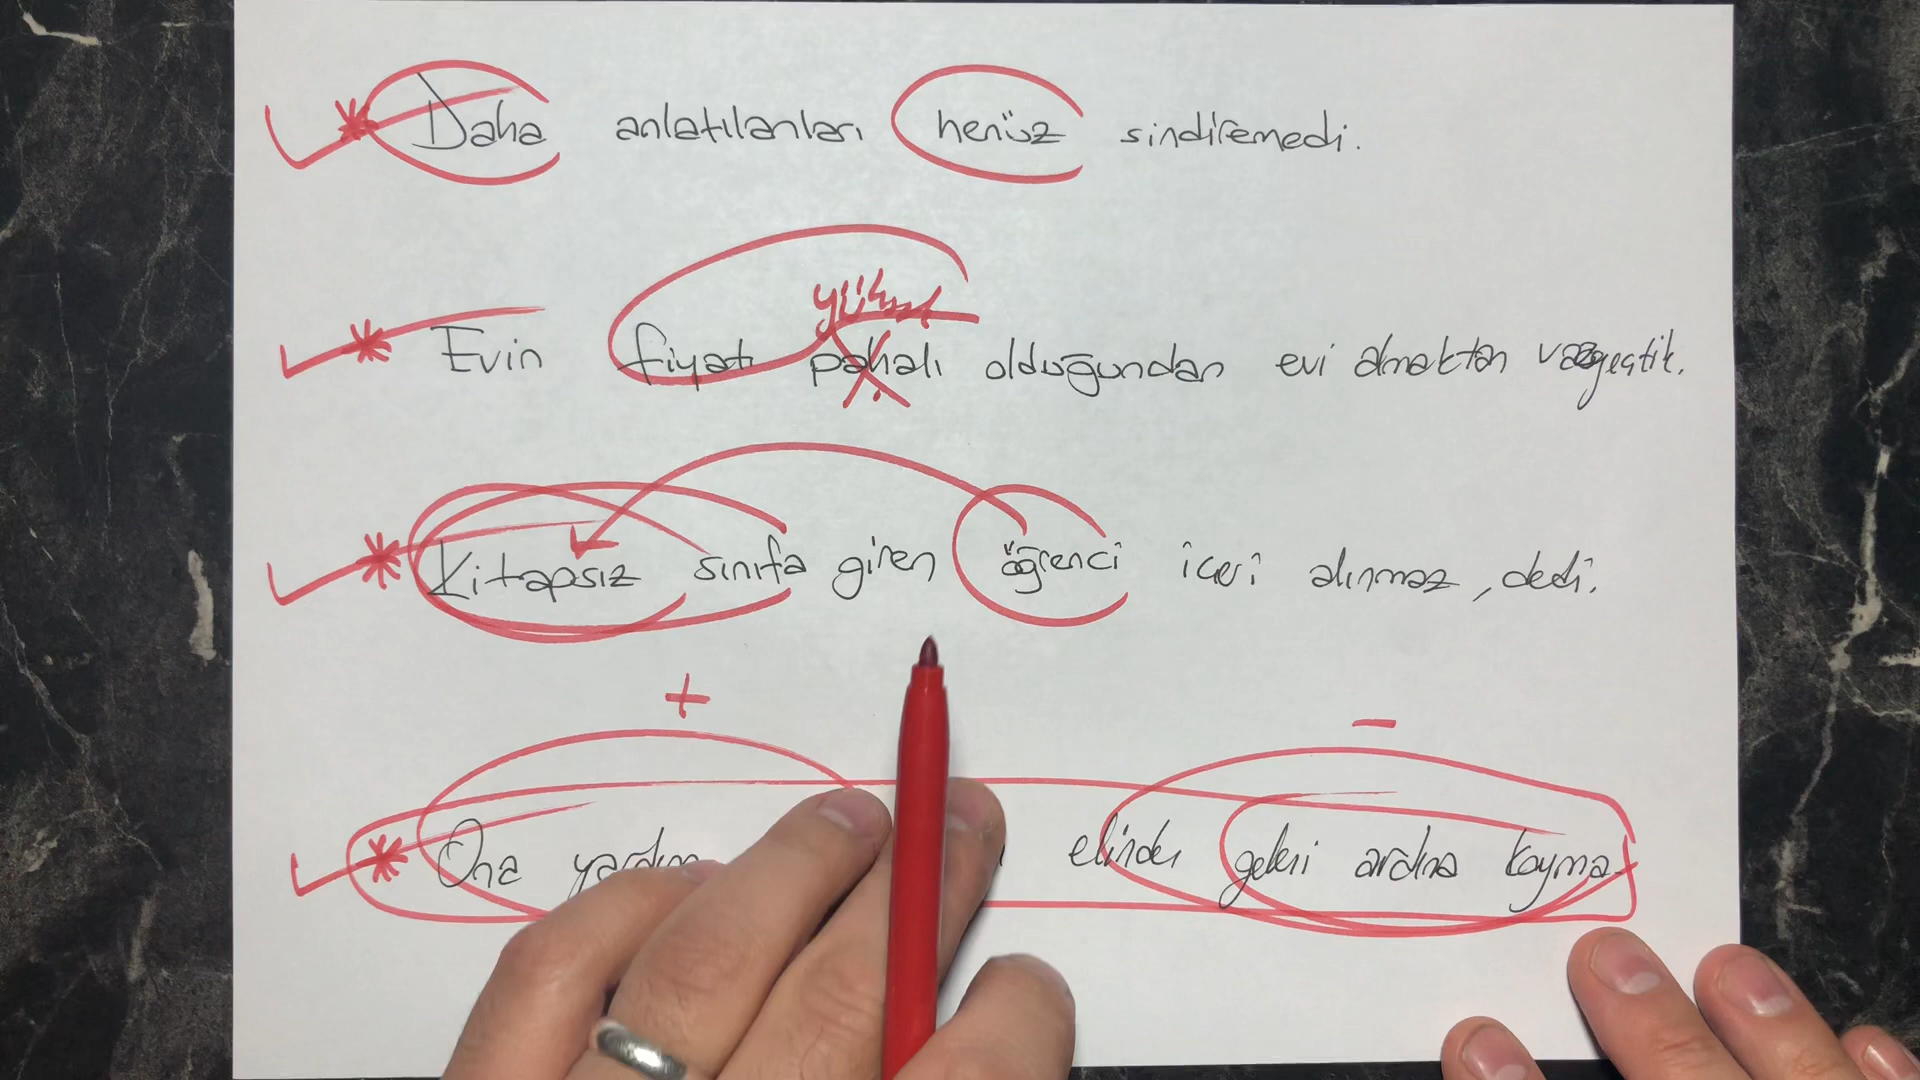 Daha anlatılanları henüz sindiremedi.
yüksek
Evin fiyatı pahalı olduğundan evi almaktan vazgeçtik.
Kitapsız sınıfa giren öğrenci içeri alınmaz, dedi.
+ -
Ona yardım elinden geleni ardına koyma.